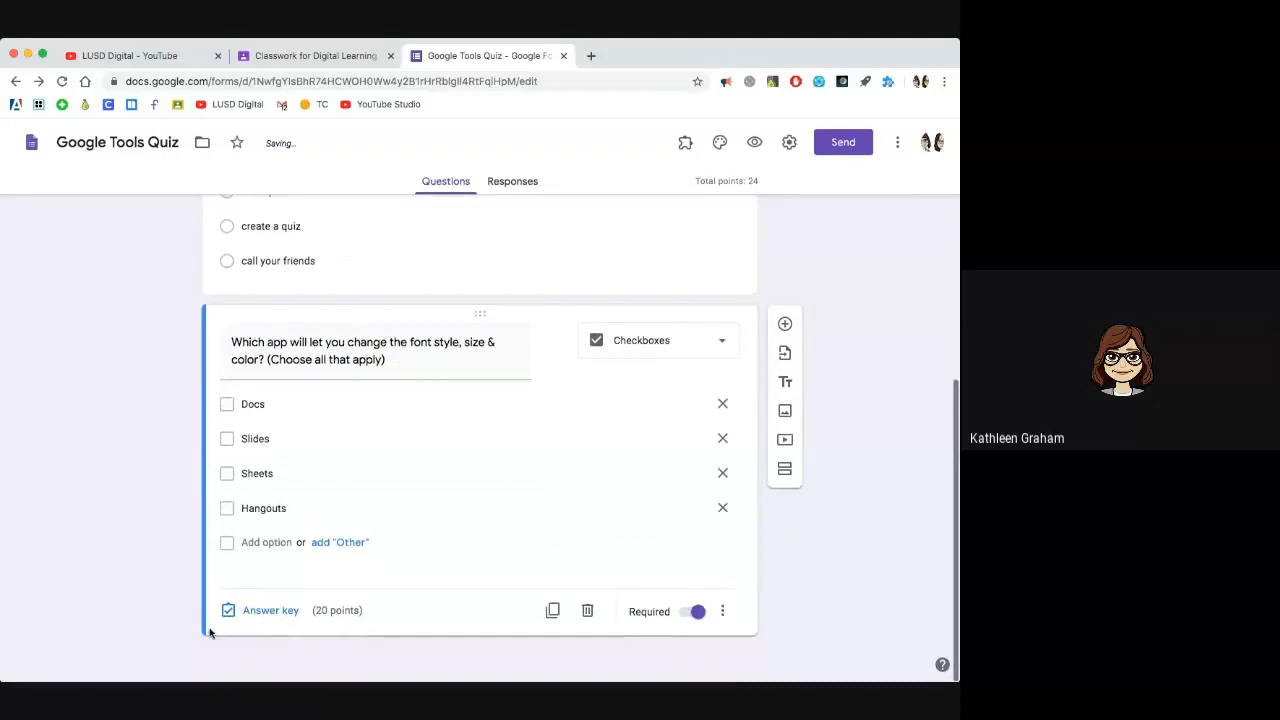 LUSD Digital - YouTube
Classwork for Digital Learning
Google Tools Quiz - Google Fo
docs.google.com/forms/d/1NwfgYIsBhR74HCWOH0Ww4y2B1rHrRblgIl4RtFqiHpM/edit
LUSD Digital
TC
YouTube Studio
Google Tools Quiz
Saving...
Send
Questions
Responses
Total points: 24
create a quiz
call your friends
Which app will let you change the font style, size &
color? (Choose all that apply)
Checkboxes
Docs
Slides
Sheets
Hangouts
Add option or add "Other"
Answer key
(20 points)
Required
Kathleen Graham